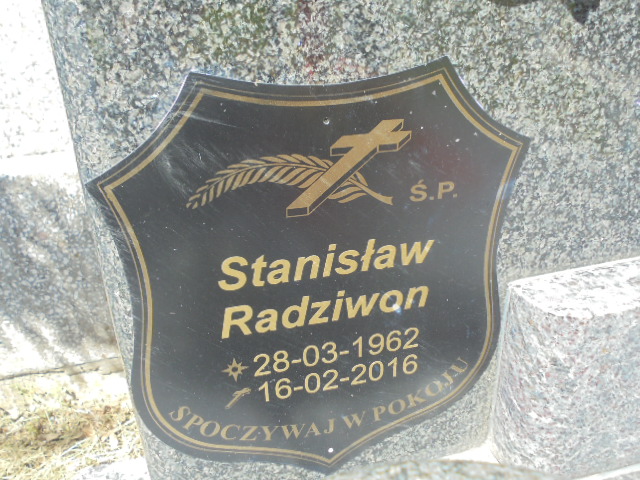 Ś.P.
Stanisław
Radziwon
28-03-1962
16-02-2016
SPOCZYWAJ W POKOJU